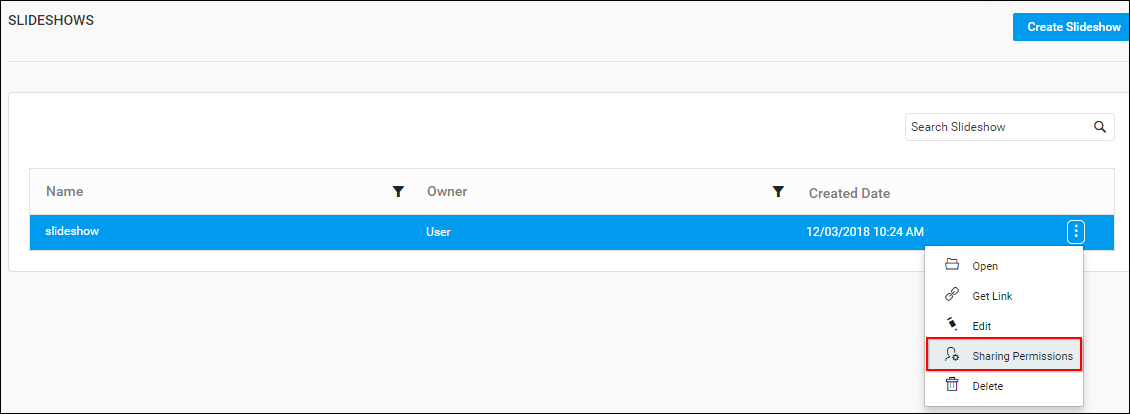 SLIDESHOWS
Create Slideshow
Search Slideshow
Name Owner Created Date
slideshow User 12/03/2018 10:24 AM
Open
Get Link
Edit
Sharing Permissions
Delete